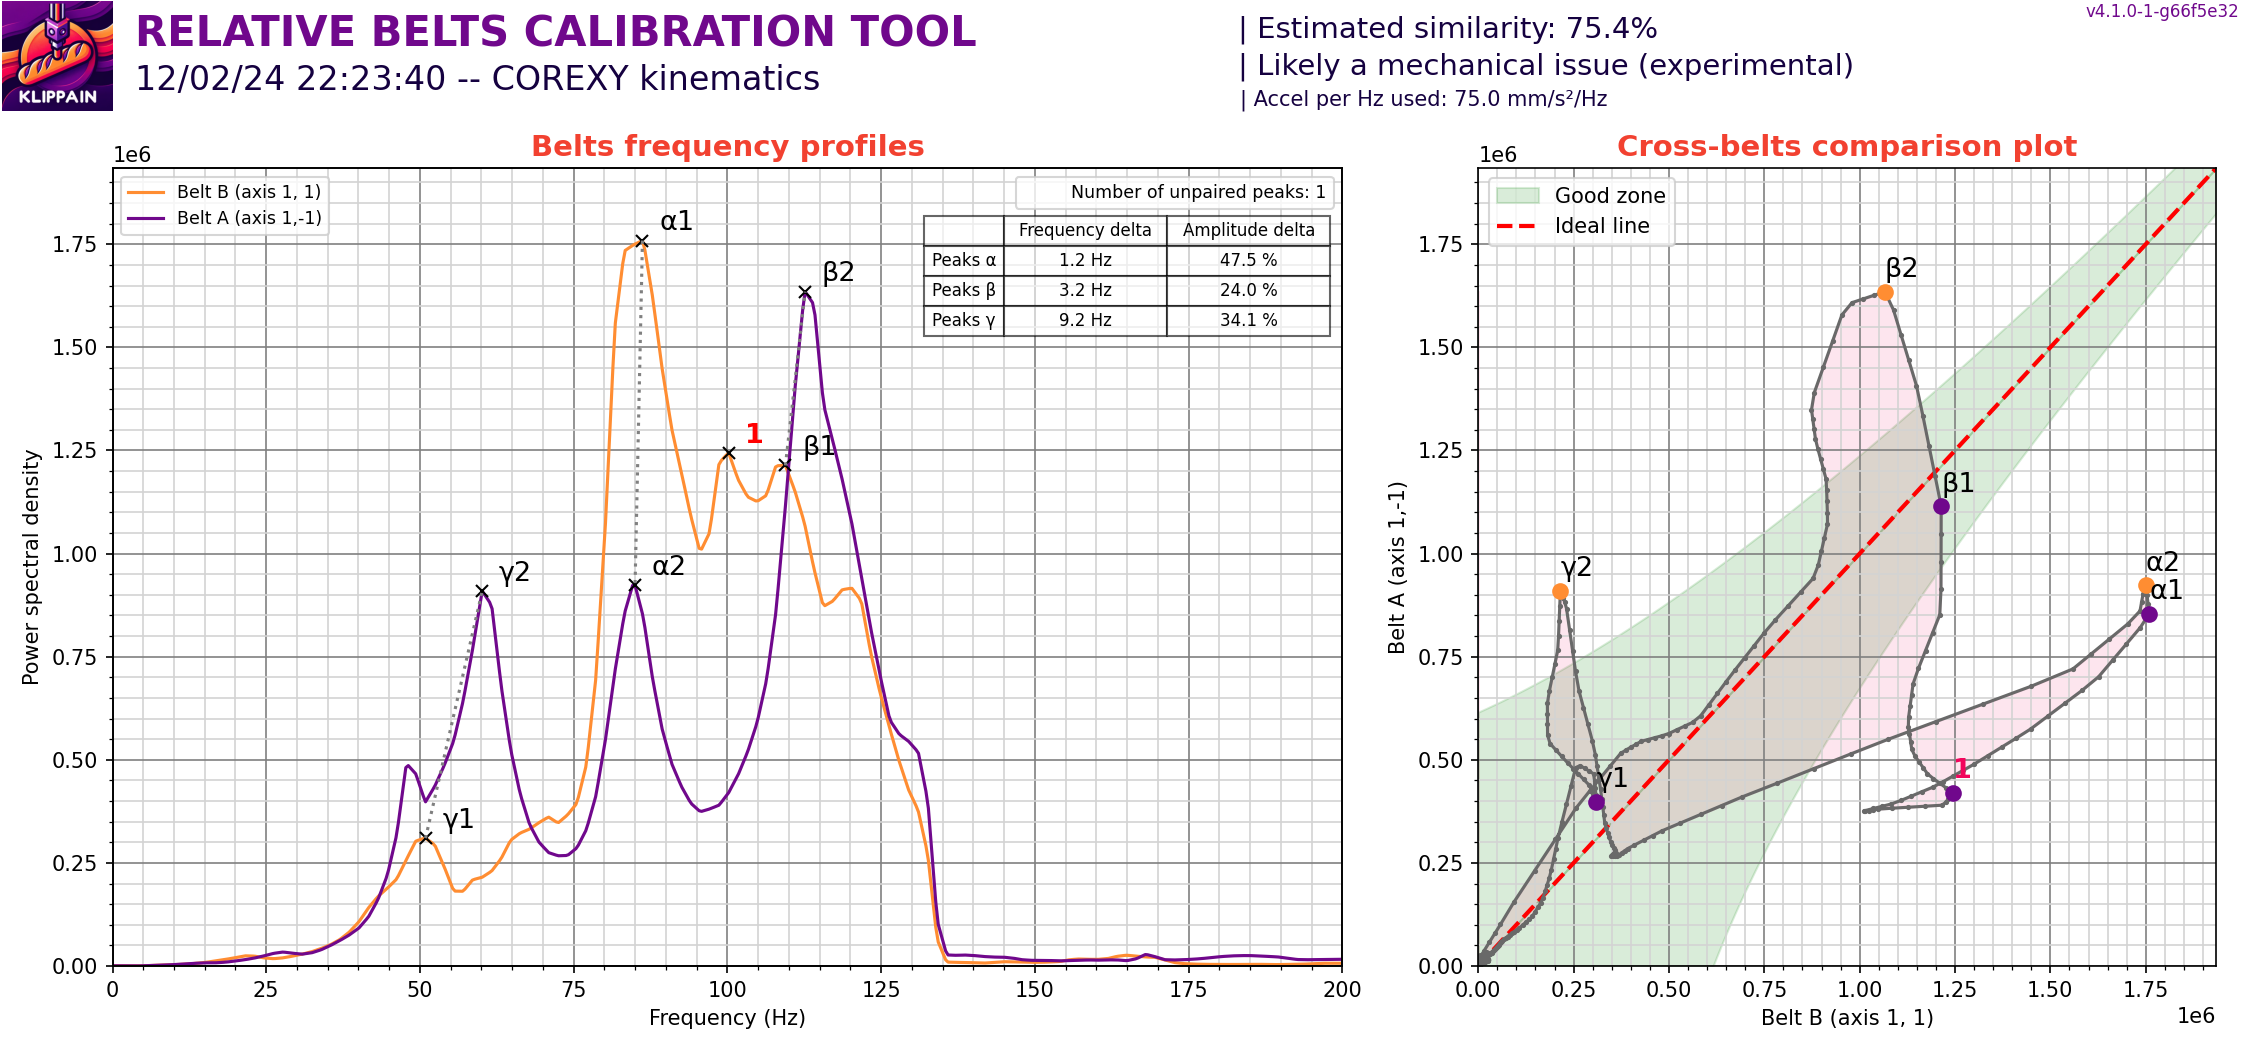 KLIPPAIN
RELATIVE BELTS CALIBRATION TOOL
12/02/24 22:23:40 -- COREXY kinematics
| Estimated similarity: 75.4%
| Likely a mechanical issue (experimental)
| Accel per Hz used: 75.0 mm/s²/Hz
v4.1.0-1-g66f5e32
Belts frequency profiles
1e6
Belt B (axis 1, 1)
Belt A (axis 1,-1)
Number of unpaired peaks: 1
Frequency delta Amplitude delta
Peaks α 1.2 Hz 47.5 %
Peaks β 3.2 Hz 24.0 %
Peaks γ 9.2 Hz 34.1 %
α1
β2
1
β1
α2
γ2
γ1
1.75
1.50
1.25
1.00
0.75
0.50
0.25
0.00
Power spectral density
0 25 50 75 100 125 150 175 200
Frequency (Hz)
Cross-belts comparison plot
1e6
Good zone
Ideal line
β2
β1
γ2
α2
α1
1
γ1
1.75
1.50
1.25
1.00
0.75
0.50
0.25
0.00
Belt A (axis 1,-1)
0.00 0.25 0.50 0.75 1.00 1.25 1.50 1.75
Belt B (axis 1, 1)
1e6